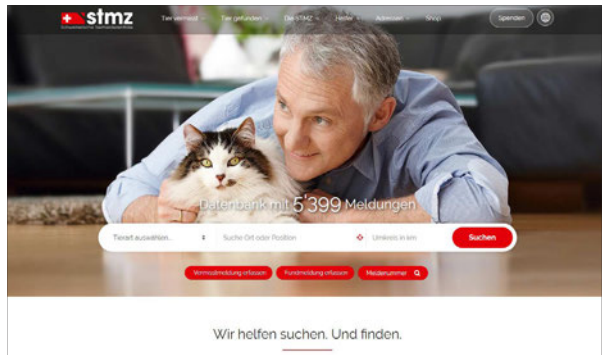 stmz
Tier vermisst
Tier gefunden
Die STMZ
Helfer
Adressen
Shop
Spenden
Datenbank mit 5'399 Meldungen
Tierart auswählen...
Suche Ort oder Position
Umkreis in km
Suchen
Vermisstmeldung erfassen
Fundmeldung erfassen
Meldenummer
Wir helfen suchen. Und finden.